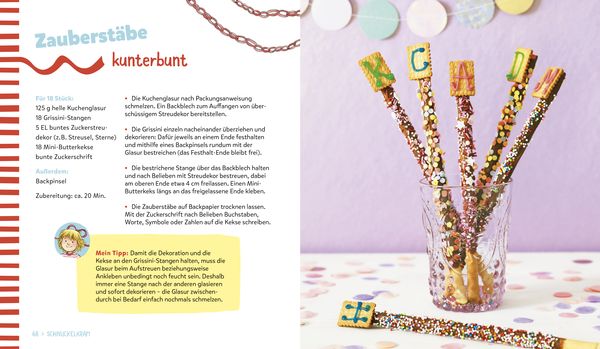 Zauberstäbe
kunterbunt
Für 18 Stück:
125 g helle Kuchenglasur
18 Grissini-Stangen
5 EL buntes Zuckerstreu-
dekor (z.B. Streusel, Sterne)
18 Mini-Butterkekse
bunte Zuckerschrift
Außerdem:
Backpinsel
Zubereitung: ca. 20 Min.
• Die Kuchenglasur nach Packungsanweisung
schmelzen. Ein Backblech zum Auffangen von über-
schüssigem Streudekor bereitstellen.
• Die Grissini einzeln nacheinander überziehen und
dekorieren: Dafür jeweils an einem Ende festhalten
und mithilfe eines Backpinsels rundum mit der
Glasur bestreichen (das Festhalt-Ende bleibt frei).
• Die bestrichene Stange über das Backblech halten
und nach Belieben mit Streudekor bestreuen, dabei
am oberen Ende etwa 4 cm freilassen. Einen Mini-
Butterkeks längs an das freigelassene Ende kleben.
• Die Zauberstäbe auf Backpapier trocknen lassen.
Mit der Zuckerschrift nach Belieben Buchstaben,
Worte, Symbole oder Zahlen auf die Kekse schreiben.
Mein Tipp: Damit die Dekoration und die
Kekse an den Grissini-Stangen halten, muss die
Glasur beim Aufstreuen beziehungsweise
Ankleben unbedingt noch feucht sein. Deshalb
immer eine Stange nach der anderen glasieren
und sofort dekorieren – die Glasur zwischen-
durch bei Bedarf einfach nochmals schmelzen.
48 • SCHNUCKELKRAM
K C A D M